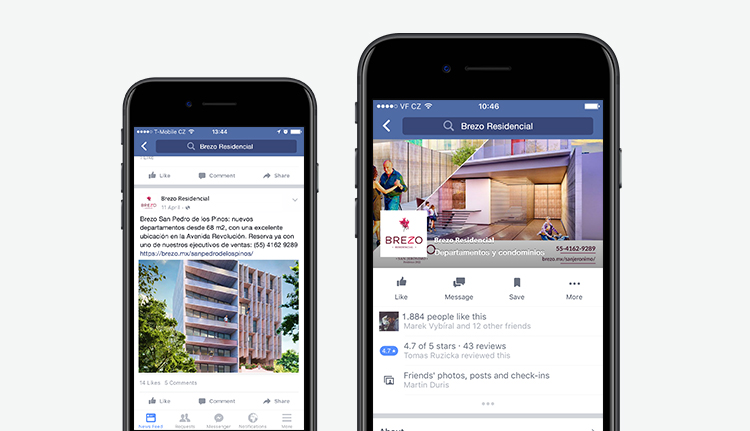 T-Mobile CZ 13:44
Brezo Residencial
1 Like
Like Comment Share
BREZO
Brezo Residencial
11 April
Brezo San Pedro de los Pinos: nuevos
departamentos desde 68 m2, con una excelente
ubicación en la Avenida Revolución. Reserva ya con
uno de nuestros ejecutivos de ventas: (55) 4162 9289
https://brezo.mx/sanpedrodelospinos/
14 Likes 5 Comments
Like Comment Share
News Feed Requests Messenger Notifications More
VF CZ 10:46
Brezo Residencial
BREZO
RESIDENCIAL
Brezo Residencial
Departamentos y condominios
55-4162-9289
brezo.mx/sanjeronimo/
Like Message Save More
1.884 people like this
Marek Vybíral and 12 other friends
4.7 ★
4.7 of 5 stars · 43 reviews
Tomas Ruzicka reviewed this
Friends' photos, posts and check-ins
Martin Duris
About